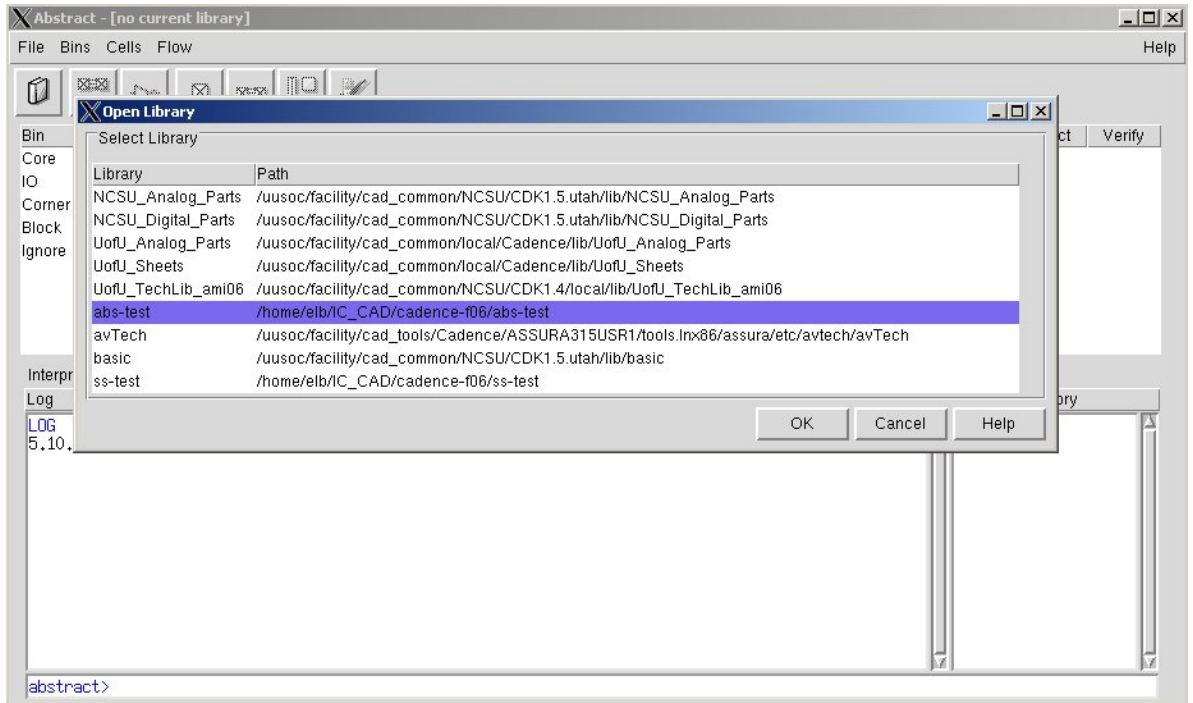 Abstract - [no current library]
File Bins Cells Flow Help
Open Library
Bin
Core
IO
Corner
Block
Ignore
Select Library
Library Path
NCSU_Analog_Parts /uusoc/facility/cad_common/NCSU/CDK1.5.utah/lib/NCSU_Analog_Parts
NCSU_Digital_Parts /uusoc/facility/cad_common/NCSU/CDK1.5.utah/lib/NCSU_Digital_Parts
UofU_Analog_Parts /uusoc/facility/cad_common/local/Cadence/lib/UofU_Analog_Parts
UofU_Sheets /uusoc/facility/cad_common/local/Cadence/lib/UofU_Sheets
UofU_TechLib_ami06 /uusoc/facility/cad_common/NCSU/CDK1.4/local/lib/UofU_TechLib_ami06
abs-test /home/elb/IC_CAD/cadence-f06/abs-test
avTech /uusoc/facility/cad_tools/Cadence/ASSURA315USR1/tools.lnx86/assura/etc/avtech/avTech
basic /uusoc/facility/cad_common/NCSU/CDK1.5.utah/lib/basic
ss-test /home/elb/IC_CAD/cadence-f06/ss-test
OK Cancel Help
ct Verify
Interpr
Log ory
LOG
5.10.
abstract>